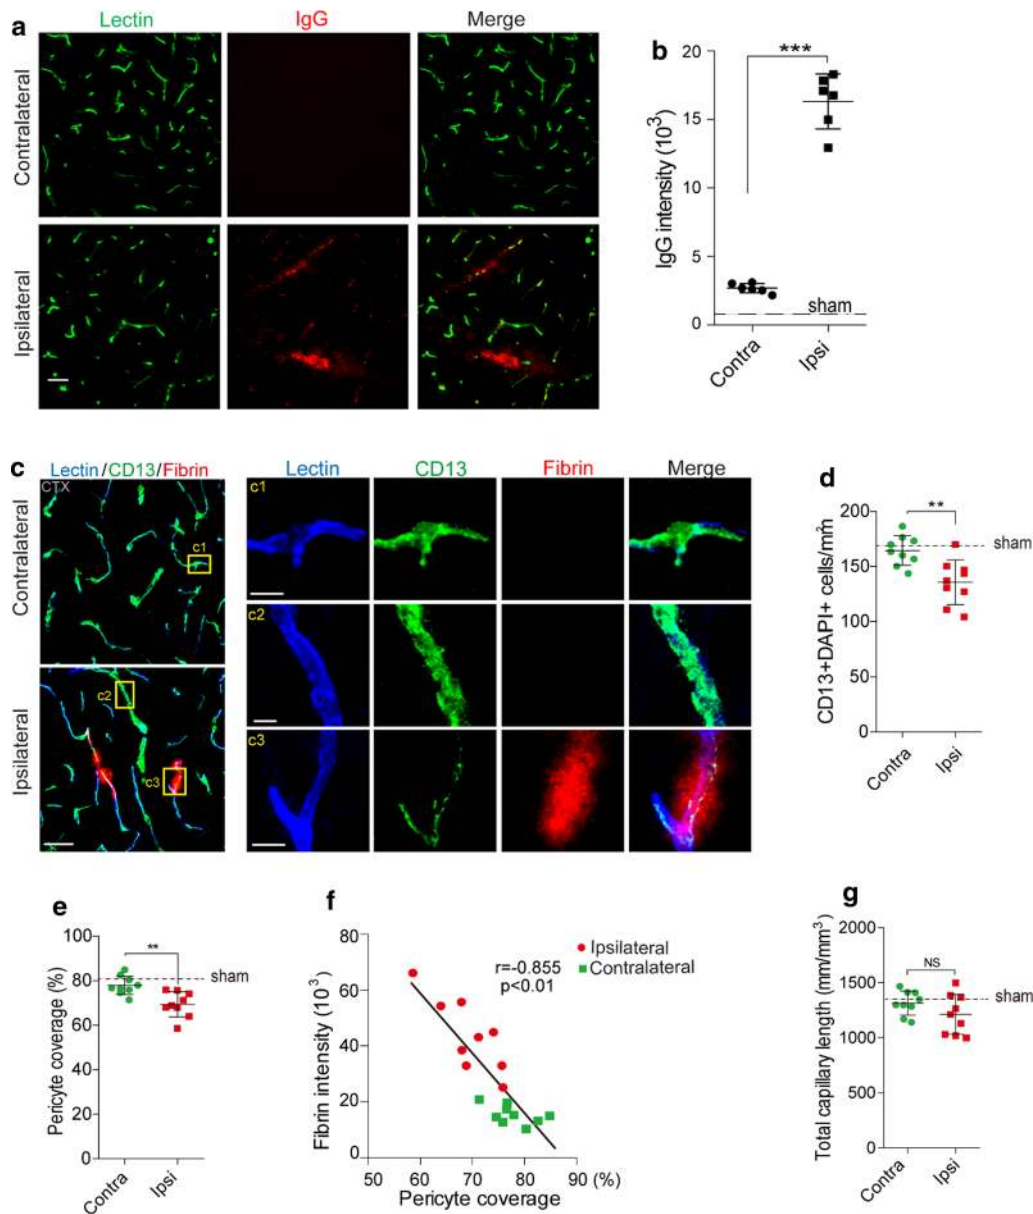 a
Lectin IgG Merge
Contralateral
Ipsilateral
b
***
IgG intensity (10³)
20
15
10
5
0
sham
Contra Ipsi
c
Lectin/CD13/Fibrin
CTX
Contralateral
c1
Ipsilateral
c2
c3
Lectin CD13 Fibrin Merge
c1
c2
c3
d
**
CD13+DAPI+ cells/mm²
200
150
100
50
0
sham
Contra Ipsi
e
**
Pericyte coverage (%)
100
80
60
40
20
0
sham
Contra Ipsi
f
Fibrin intensity (10³)
80
60
40
20
0
Ipsilateral
Contralateral
r=-0.855
p<0.01
50 60 70 80 90 (%)
Pericyte coverage
g
NS
Total capillary length (mm/mm³)
2000
1500
1000
500
0
sham
Contra Ipsi